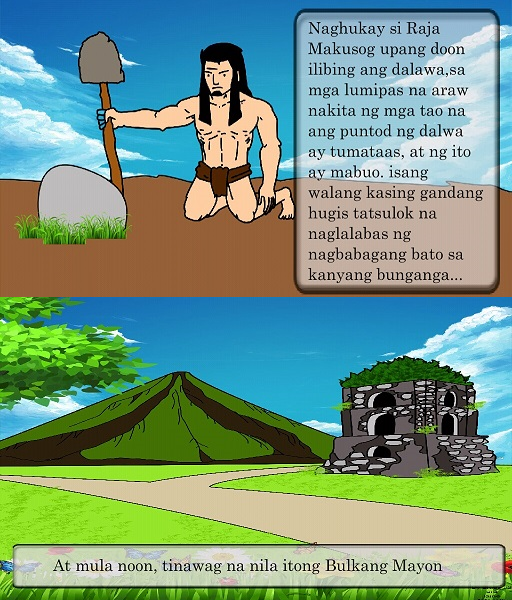 Naghukay si Raja
Makusog upang doon
ilibing ang dalawa,sa
mga lumipas na araw
nakita ng mga tao na
ang puntod ng dalwa
ay tumataas, at ng ito
ay mabuo. isang
walang kasing gandang
hugis tatsulok na
naglalabas ng
nagbabagang bato sa
kanyang bunganga...
At mula noon, tinawag na nila itong Bulkang Mayon